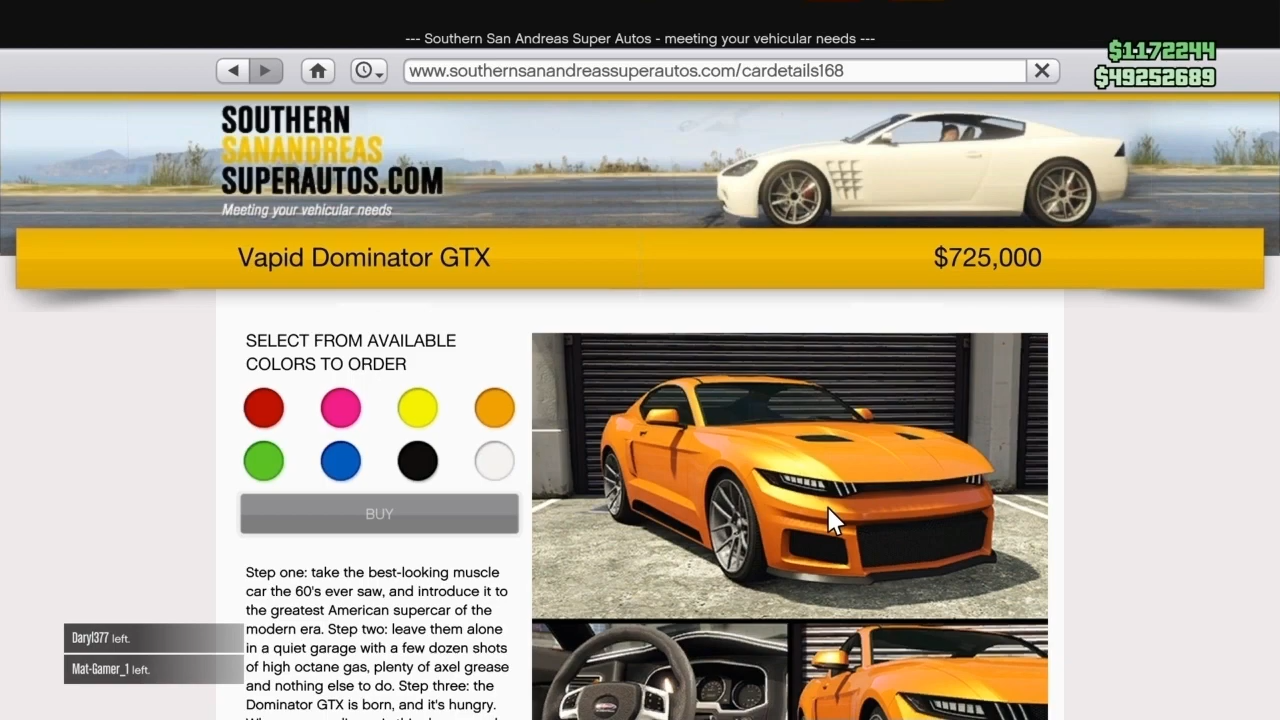 --- Southern San Andreas Super Autos - meeting your vehicular needs ---
$1172244
www.southernsanandreassuperautos.com/cardetails168
$49252689
SOUTHERN
SANANDREAS
SUPERAUTOS.COM
Meeting your vehicular needs
Vapid Dominator GTX
$725,000
SELECT FROM AVAILABLE
COLORS TO ORDER
BUY
Step one: take the best-looking muscle
car the 60's ever saw, and introduce it to
the greatest American supercar of the
modern era. Step two: leave them alone
in a quiet garage with a few dozen shots
of high octane gas, plenty of axel grease
and nothing else to do. Step three: the
Dominator GTX is born, and it's hungry.
Daryl377 left.
Mat-Gamer_1 left.